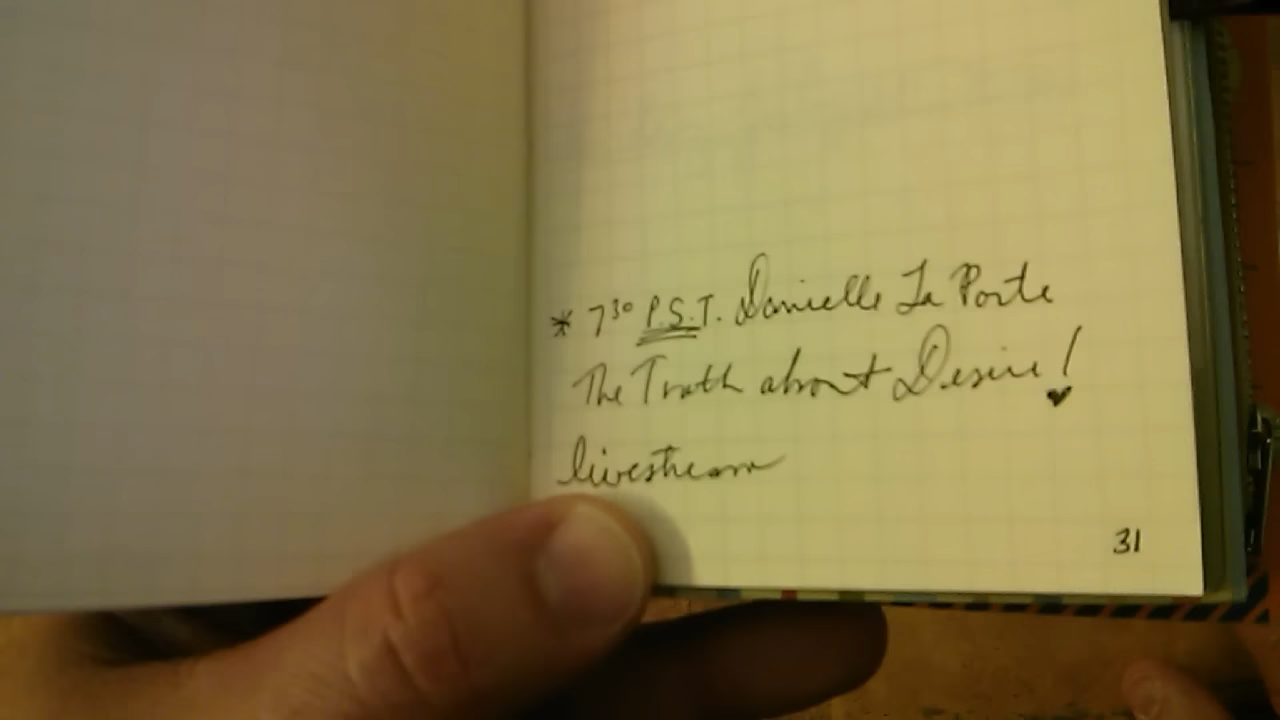 * 7³⁰ P.S.T. Danielle La Porte
The Truth about Desire!
livestream
31